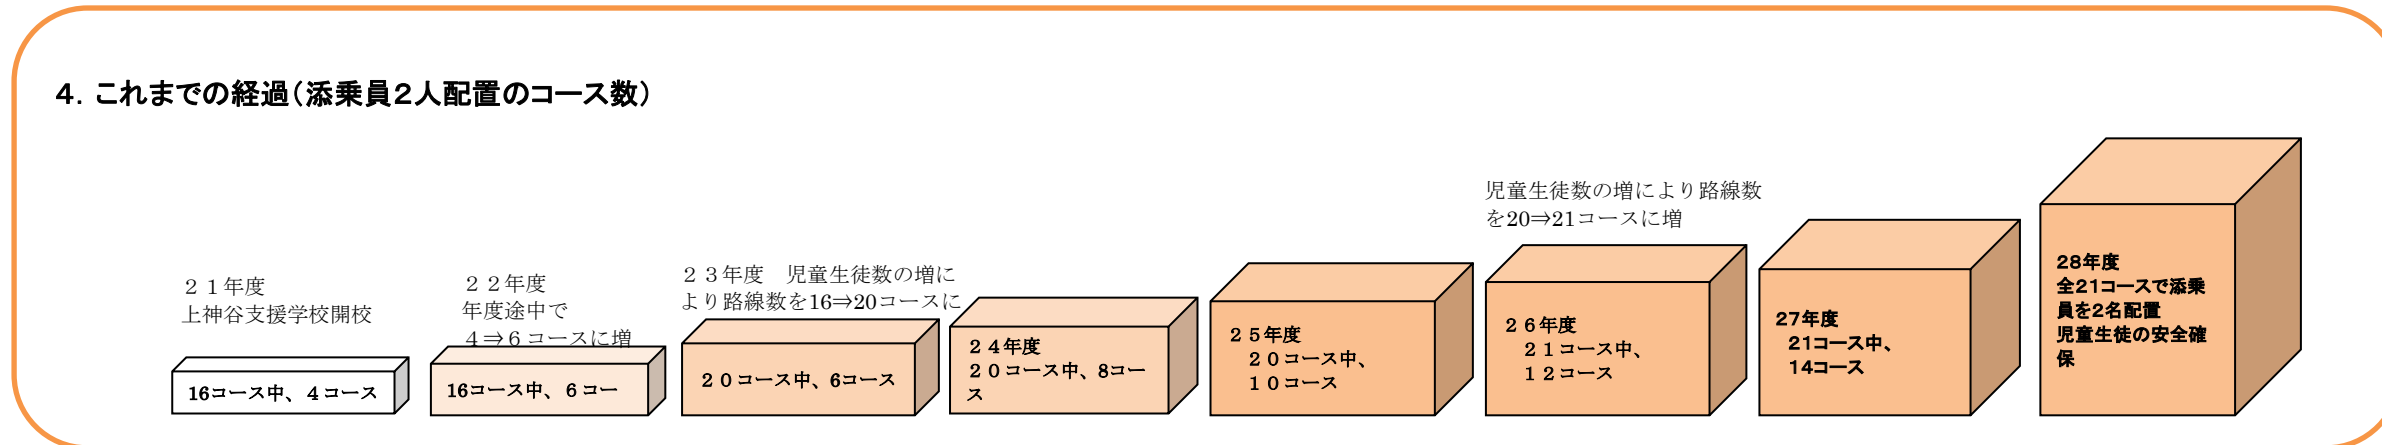 ４．これまでの経過（添乗員２人配置のコース数）
２１年度
上神谷支援学校開校
16コース中、４コース
２２年度
年度途中で
４⇒６コースに増
16コース中、６コー
２３年度　児童生徒数の増に
より路線数を16⇒20コースに
２０コース中、6コース
２４年度
２０コース中、8コー
ス
２５年度
２０コース中、
１０コース
児童生徒数の増により路線数
を20⇒21コースに増
２６年度
２１コース中、
１２コース
27年度
21コース中、
14コース
28年度
全21コースで添乗
員を2名配置
児童生徒の安全確
保